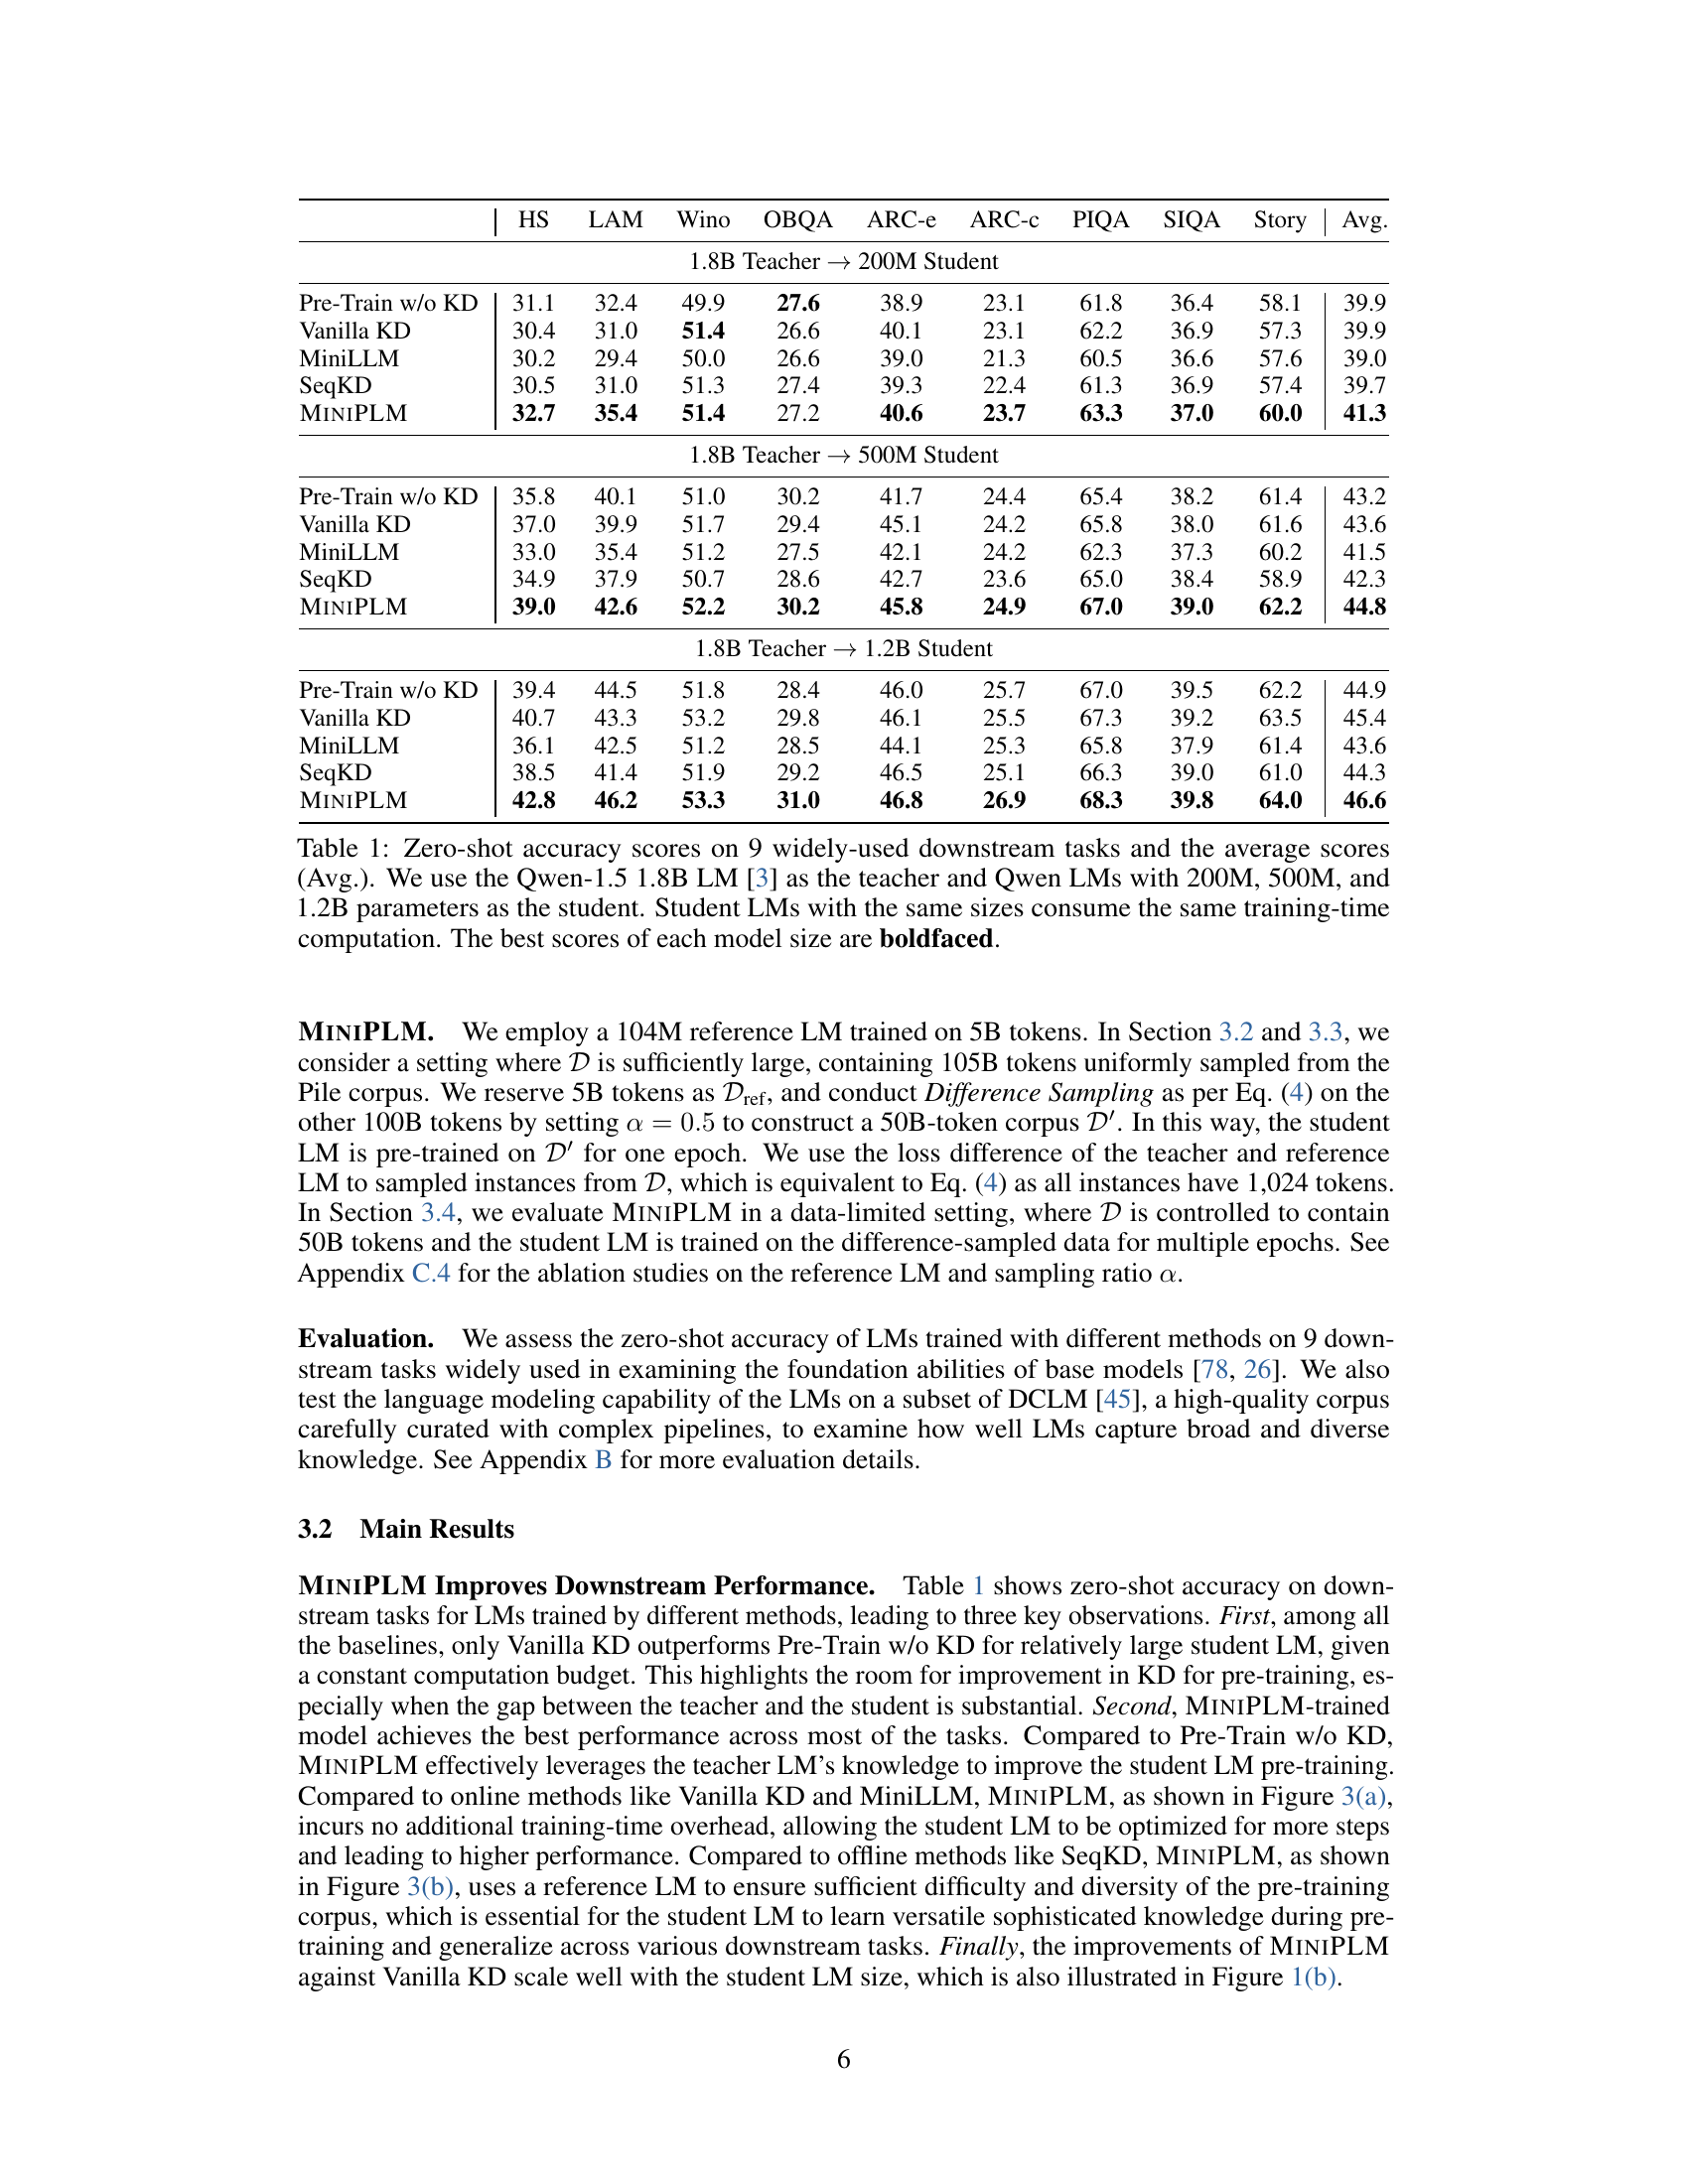 HS LAM Wino OBQA ARC-e ARC-c PIQA SIQA Story Avg.
1.8B Teacher → 200M Student
Pre-Train w/o KD 31.1 32.4 49.9 27.6 38.9 23.1 61.8 36.4 58.1 39.9
Vanilla KD 30.4 31.0 51.4 26.6 40.1 23.1 62.2 36.9 57.3 39.9
MiniLLM 30.2 29.4 50.0 26.6 39.0 21.3 60.5 36.6 57.6 39.0
SeqKD 30.5 31.0 51.3 27.4 39.3 22.4 61.3 36.9 57.4 39.7
MINIPLM 32.7 35.4 51.4 27.2 40.6 23.7 63.3 37.0 60.0 41.3
1.8B Teacher → 500M Student
Pre-Train w/o KD 35.8 40.1 51.0 30.2 41.7 24.4 65.4 38.2 61.4 43.2
Vanilla KD 37.0 39.9 51.7 29.4 45.1 24.2 65.8 38.0 61.6 43.6
MiniLLM 33.0 35.4 51.2 27.5 42.1 24.2 62.3 37.3 60.2 41.5
SeqKD 34.9 37.9 50.7 28.6 42.7 23.6 65.0 38.4 58.9 42.3
MINIPLM 39.0 42.6 52.2 30.2 45.8 24.9 67.0 39.0 62.2 44.8
1.8B Teacher → 1.2B Student
Pre-Train w/o KD 39.4 44.5 51.8 28.4 46.0 25.7 67.0 39.5 62.2 44.9
Vanilla KD 40.7 43.3 53.2 29.8 46.1 25.5 67.3 39.2 63.5 45.4
MiniLLM 36.1 42.5 51.2 28.5 44.1 25.3 65.8 37.9 61.4 43.6
SeqKD 38.5 41.4 51.9 29.2 46.5 25.1 66.3 39.0 61.0 44.3
MINIPLM 42.8 46.2 53.3 31.0 46.8 26.9 68.3 39.8 64.0 46.6
Table 1: Zero-shot accuracy scores on 9 widely-used downstream tasks and the average scores
(Avg.). We use the Qwen-1.5 1.8B LM [3] as the teacher and Qwen LMs with 200M, 500M, and
1.2B parameters as the student. Student LMs with the same sizes consume the same training-time
computation. The best scores of each model size are boldfaced.
MINIPLM. We employ a 104M reference LM trained on 5B tokens. In Section 3.2 and 3.3, we
consider a setting where 𝒟 is sufficiently large, containing 105B tokens uniformly sampled from the
Pile corpus. We reserve 5B tokens as 𝒟ref, and conduct Difference Sampling as per Eq. (4) on the
other 100B tokens by setting α = 0.5 to construct a 50B-token corpus 𝒟′. In this way, the student
LM is pre-trained on 𝒟′ for one epoch. We use the loss difference of the teacher and reference
LM to sampled instances from 𝒟, which is equivalent to Eq. (4) as all instances have 1,024 tokens.
In Section 3.4, we evaluate MINIPLM in a data-limited setting, where 𝒟 is controlled to contain
50B tokens and the student LM is trained on the difference-sampled data for multiple epochs. See
Appendix C.4 for the ablation studies on the reference LM and sampling ratio α.
Evaluation. We assess the zero-shot accuracy of LMs trained with different methods on 9 down-
stream tasks widely used in examining the foundation abilities of base models [78, 26]. We also
test the language modeling capability of the LMs on a subset of DCLM [45], a high-quality corpus
carefully curated with complex pipelines, to examine how well LMs capture broad and diverse
knowledge. See Appendix B for more evaluation details.
3.2 Main Results
MINIPLM Improves Downstream Performance. Table 1 shows zero-shot accuracy on down-
stream tasks for LMs trained by different methods, leading to three key observations. First, among all
the baselines, only Vanilla KD outperforms Pre-Train w/o KD for relatively large student LM, given
a constant computation budget. This highlights the room for improvement in KD for pre-training, es-
pecially when the gap between the teacher and the student is substantial. Second, MINIPLM-trained
model achieves the best performance across most of the tasks. Compared to Pre-Train w/o KD,
MINIPLM effectively leverages the teacher LM's knowledge to improve the student LM pre-training.
Compared to online methods like Vanilla KD and MiniLLM, MINIPLM, as shown in Figure 3(a),
incurs no additional training-time overhead, allowing the student LM to be optimized for more steps
and leading to higher performance. Compared to offline methods like SeqKD, MINIPLM, as shown
in Figure 3(b), uses a reference LM to ensure sufficient difficulty and diversity of the pre-training
corpus, which is essential for the student LM to learn versatile sophisticated knowledge during pre-
training and generalize across various downstream tasks. Finally, the improvements of MINIPLM
against Vanilla KD scale well with the student LM size, which is also illustrated in Figure 1(b).
6